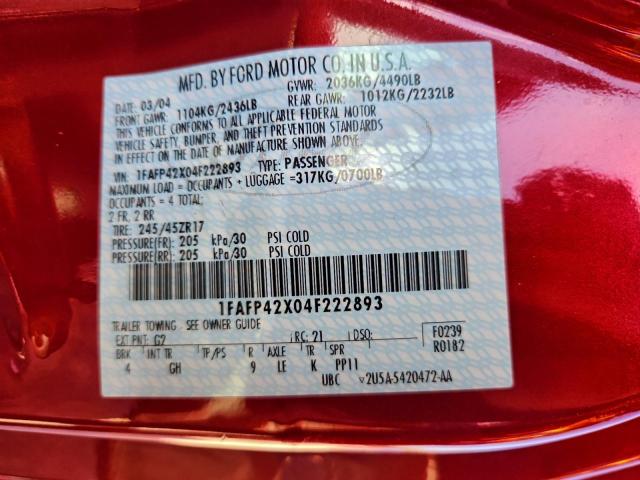 MFD. BY FORD MOTOR CO. IN U.S.A.
DATE: 03/04 GVWR: 2036KG/4490LB
FRONT GAWR: 1104KG/2436LB REAR GAWR: 1012KG/2232LB
THIS VEHICLE CONFORMS TO ALL APPLICABLE FEDERAL MOTOR
VEHICLE SAFETY, BUMPER, AND THEFT PREVENTION STANDARDS
IN EFFECT ON THE DATE OF MANUFACTURE SHOWN ABOVE.
VIN: 1FAFP42X04F222893 TYPE: PASSENGER
MAXIMUM LOAD = OCCUPANTS + LUGGAGE =317KG/0700LB
OCCUPANTS = 4 TOTAL:
2 FR, 2 RR
TIRE: 245/45ZR17
PRESSURE(FR): 205 kPa/30 PSI COLD
PRESSURE(RR): 205 kPa/30 PSI COLD
1FAFP42X04F222893
TRAILER TOWING - SEE OWNER GUIDE
EXT PNT: G2 RC: 21 DSO: F0239
BRK INT TR TP/PS R AXLE TR SPR R0182
4 GH 9 LE K PP11
UBC 2U5A-5420472-AA